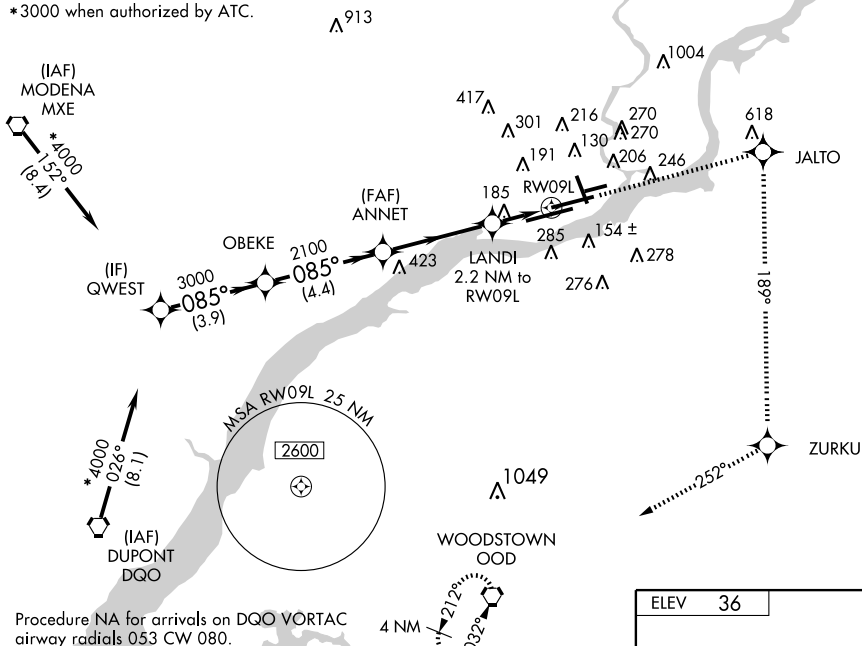 *3000 when authorized by ATC.
913
1004
(IAF)
MODENA
MXE
*4000
152°
(8.4)
417
301
216
270
270
618
191
130
206
246
JALTO
RW09L
185
(FAF)
ANNET
OBEKE
2100
085°
(4.4)
423
LANDI
2.2 NM to
RW09L
285
154 ±
278
276
(IF)
QWEST
3000
085°
(3.9)
189°
MSA RW09L 25 NM
2600
ZURKU
252°
*4000
026°
(8.1)
(IAF)
DUPONT
DQO
1049
WOODSTOWN
OOD
212°
032°
4 NM
Procedure NA for arrivals on DQO VORTAC
airway radials 053 CW 080.
ELEV 36